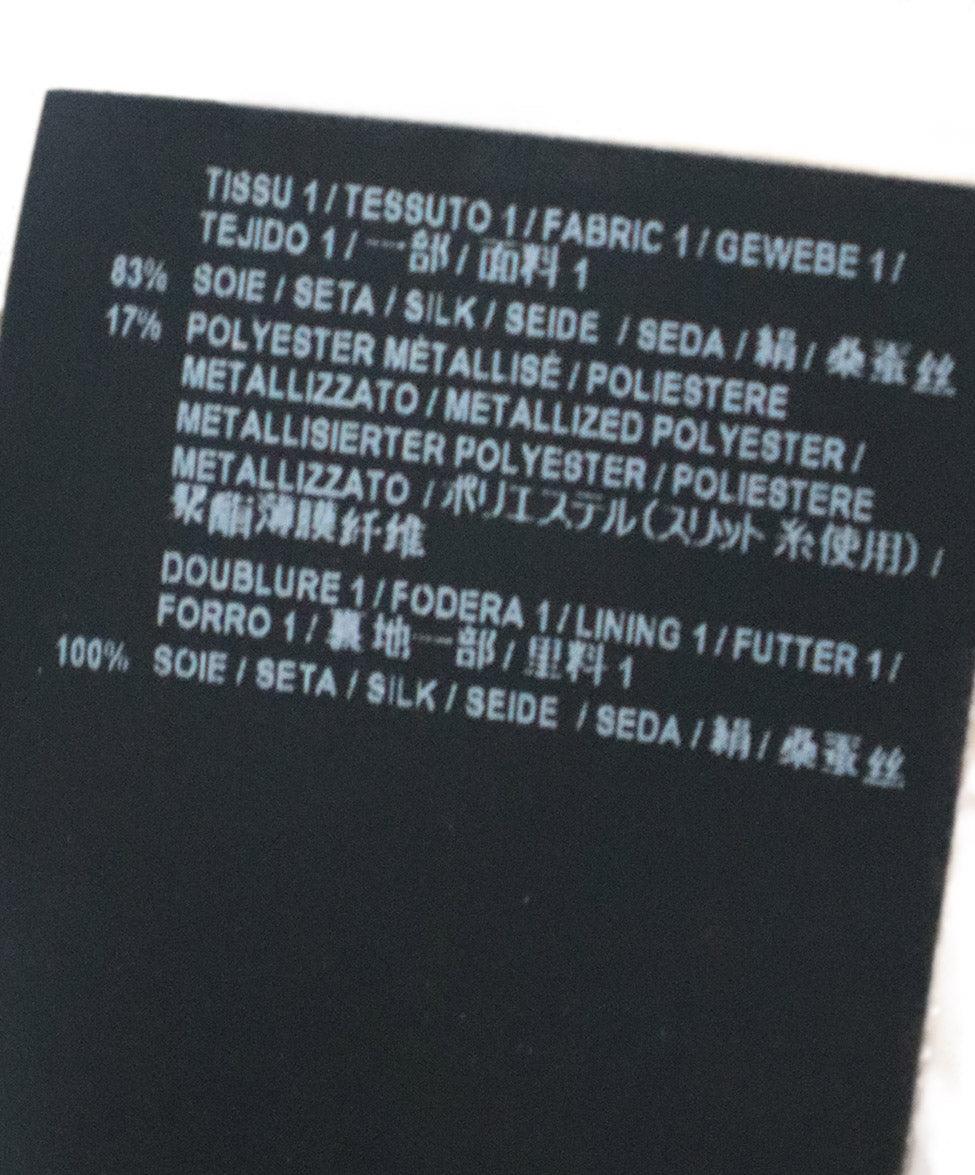 TISSU 1 / TESSUTO 1 / FABRIC 1 / GEWEBE 1 /
TEJIDO 1 / 一部 / 面料 1
83% SOIE / SETA / SILK / SEIDE / SEDA / 絹 / 桑蚕丝
17% POLYESTER MÉTALLISÉ / POLIESTERE
METALLIZZATO / METALLIZED POLYESTER /
METALLISIERTER POLYESTER / POLIESTERE
METALLIZZATO / ポリエステル(スリット 糸使用) /
聚酯薄膜纤维
DOUBLURE 1 / FODERA 1 / LINING 1 / FUTTER 1 /
FORRO 1 / 裏地一部 / 里料 1
100% SOIE / SETA / SILK / SEIDE / SEDA / 絹 / 桑蚕丝